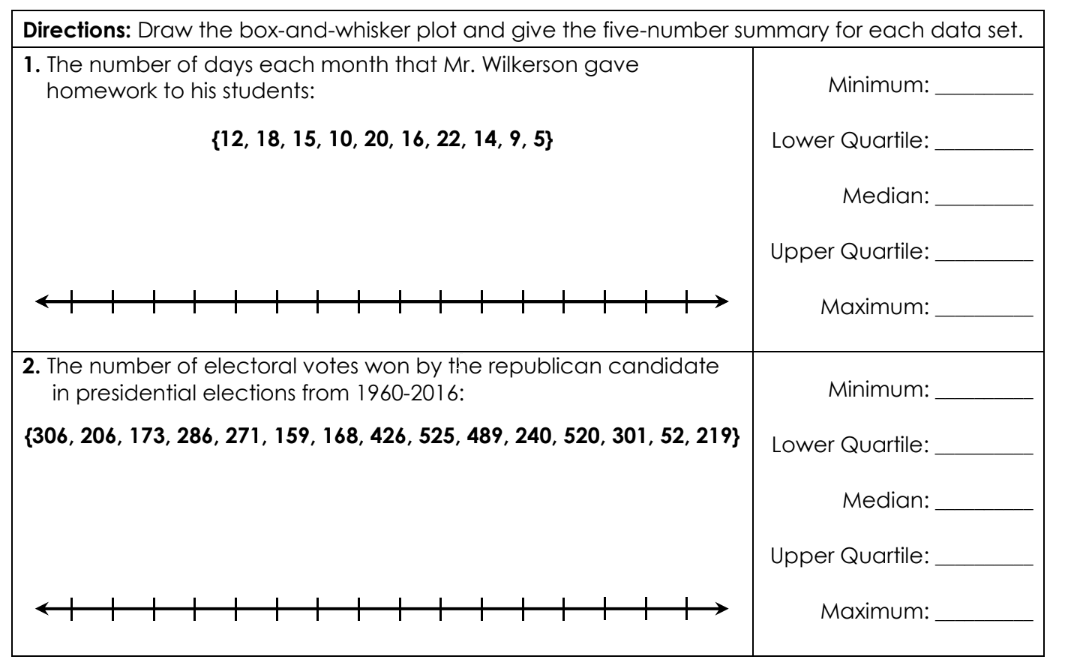 Directions: Draw the box-and-whisker plot and give the five-number summary for each data set.
1. The number of days each month that Mr. Wilkerson gave
homework to his students:
{12, 18, 15, 10, 20, 16, 22, 14, 9, 5}
Minimum: ________
Lower Quartile: ________
Median: ________
Upper Quartile: ________
Maximum: ________
2. The number of electoral votes won by the republican candidate
in presidential elections from 1960-2016:
{306, 206, 173, 286, 271, 159, 168, 426, 525, 489, 240, 520, 301, 52, 219}
Minimum: ________
Lower Quartile: ________
Median: ________
Upper Quartile: ________
Maximum: ________